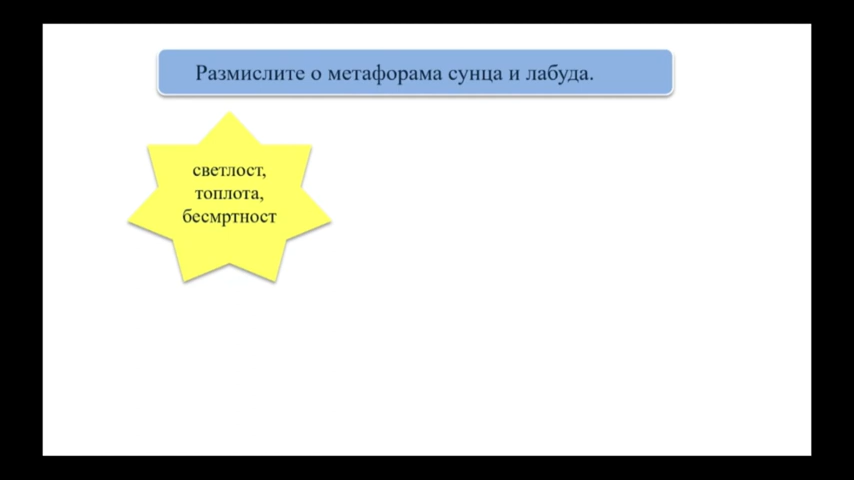 Размислите о метафорама сунца и лабуда.
светлост,
топлота,
бесмртност